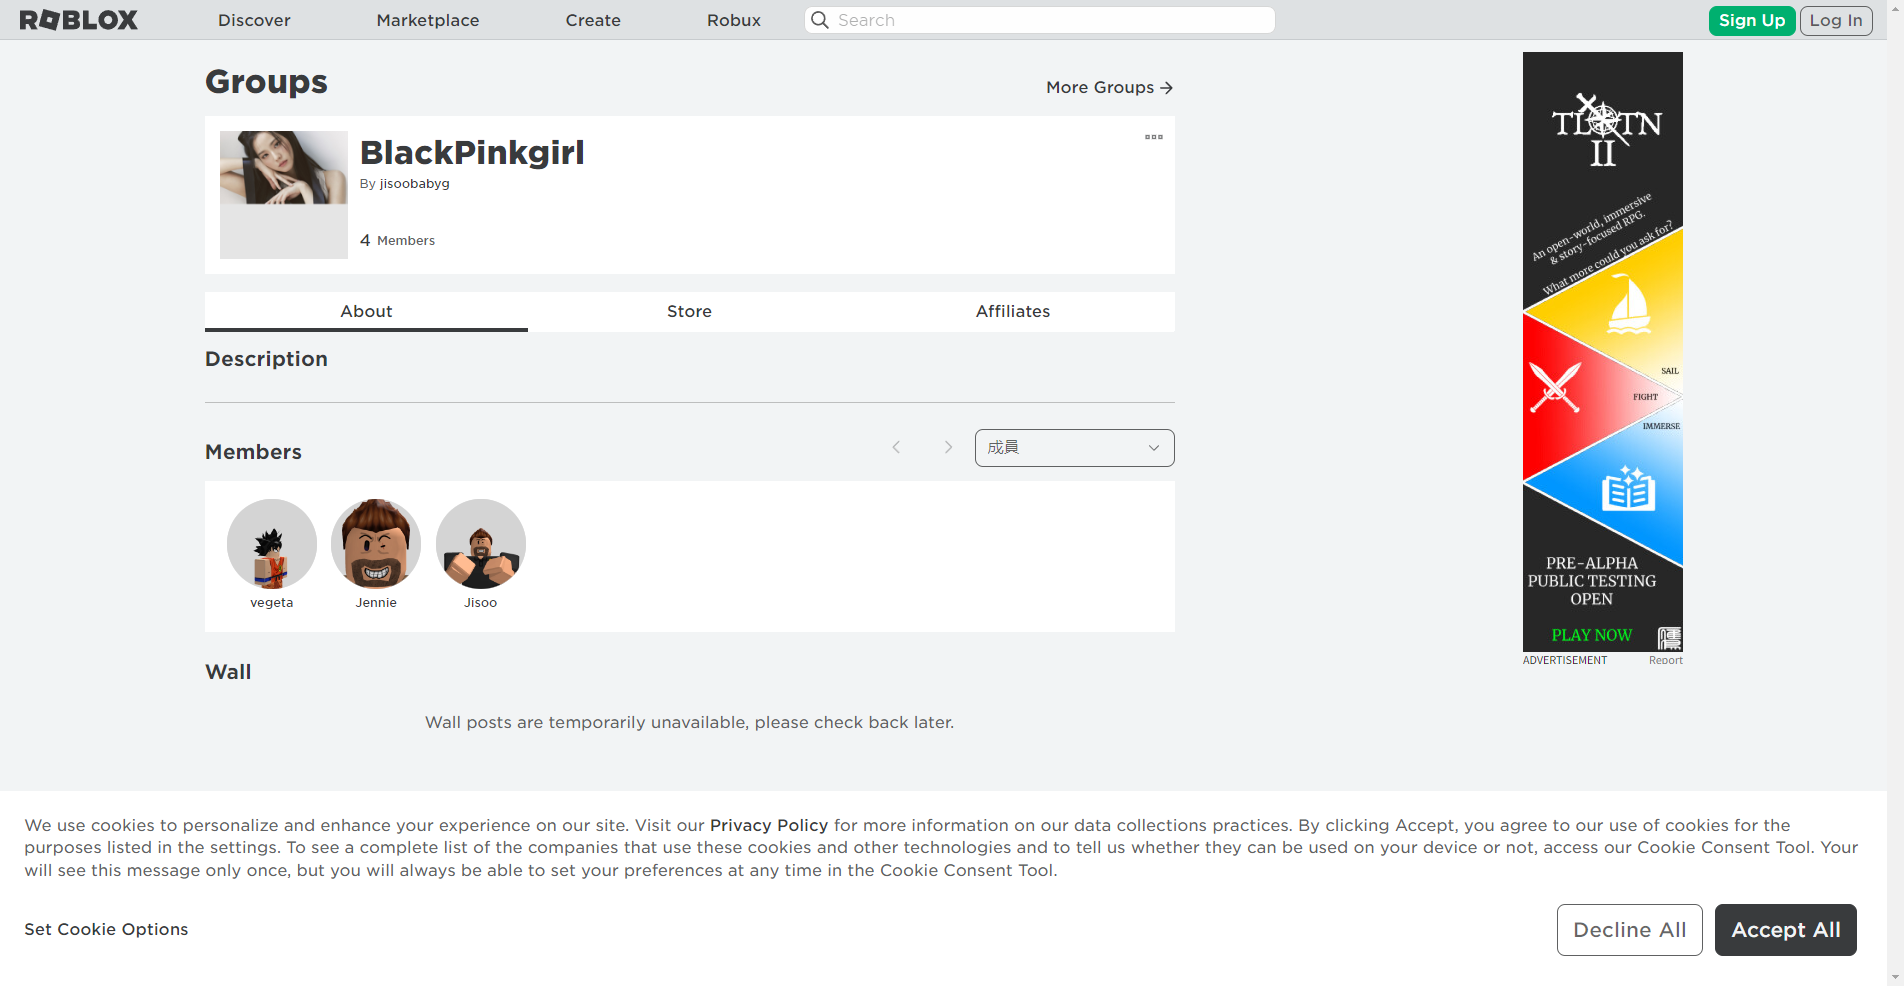 ROBLOX
Discover
Marketplace
Create
Robux
Search
Sign Up
Log In
Groups
More Groups
BlackPinkgirl
By jisoobabyg
4 Members
About
Store
Affiliates
Description
Members
成員
vegeta
Jennie
Jisoo
Wall
Wall posts are temporarily unavailable, please check back later.
TLOTN
II
An open-world, immersive
& story-focused RPG.
What more could you ask for?
SAIL
FIGHT
IMMERSE
PRE-ALPHA
PUBLIC TESTING
OPEN
PLAY NOW
ADVERTISEMENT
Report
We use cookies to personalize and enhance your experience on our site. Visit our Privacy Policy for more information on our data collections practices. By clicking Accept, you agree to our use of cookies for the
purposes listed in the settings. To see a complete list of the companies that use these cookies and other technologies and to tell us whether they can be used on your device or not, access our Cookie Consent Tool. Your
will see this message only once, but you will always be able to set your preferences at any time in the Cookie Consent Tool.
Set Cookie Options
Decline All
Accept All